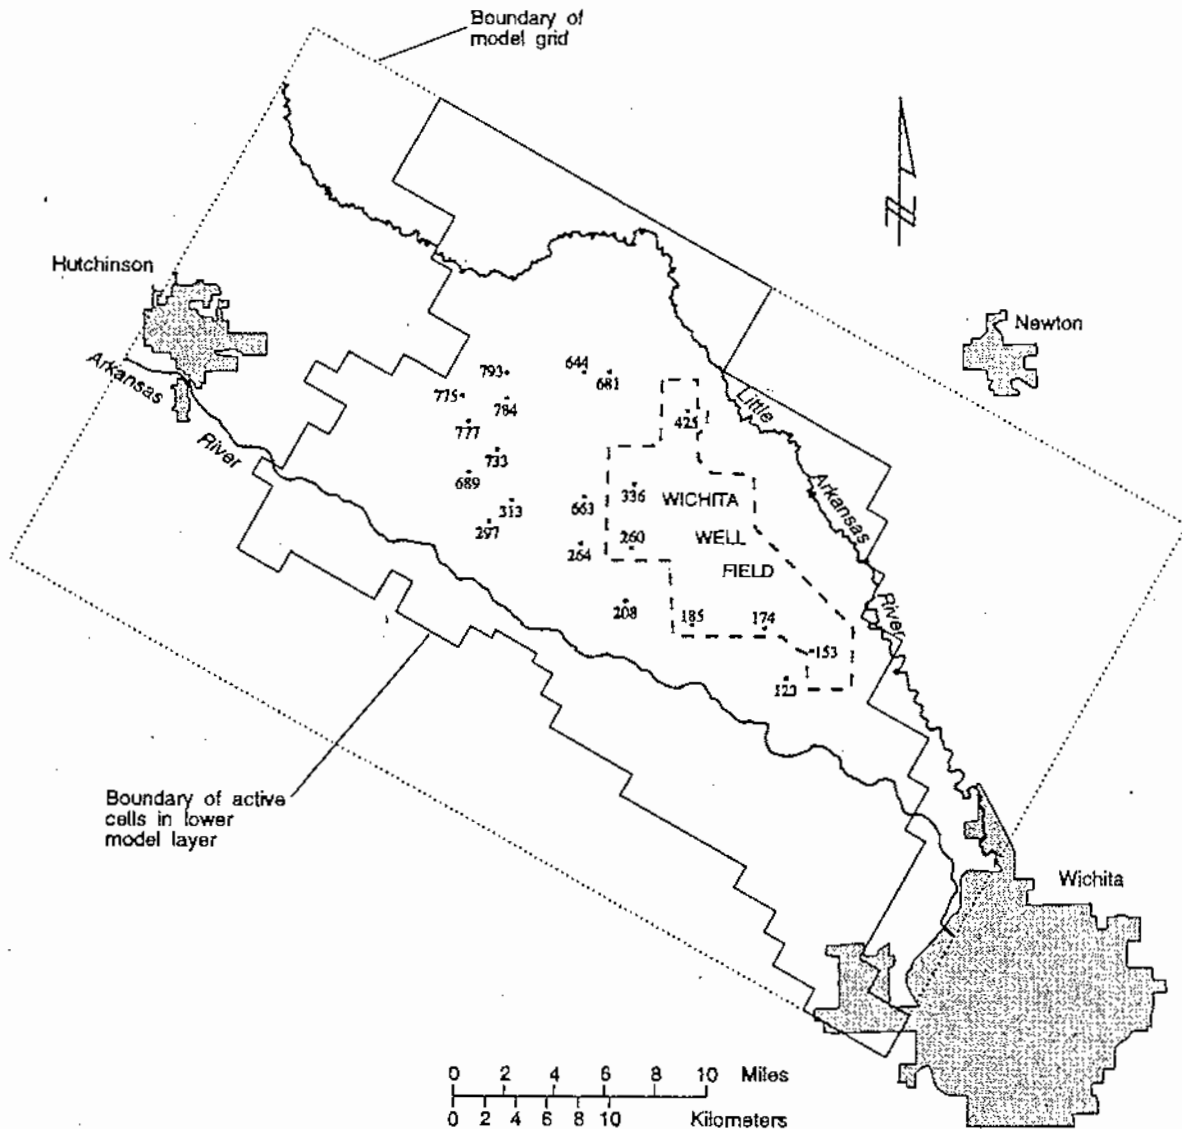 Boundary of
model grid
N
Hutchinson
Newton
Arkansas
River
793
644
681
775
784
425
777
Little
733
689
336
WICHITA
313
663
Arkansas
297
WELL
264
260
FIELD
208
185
174
River
153
123
Boundary of active
cells in lower
model layer
Wichita
0 2 4 6 8 10 Miles
0 2 4 6 8 10 Kilometers